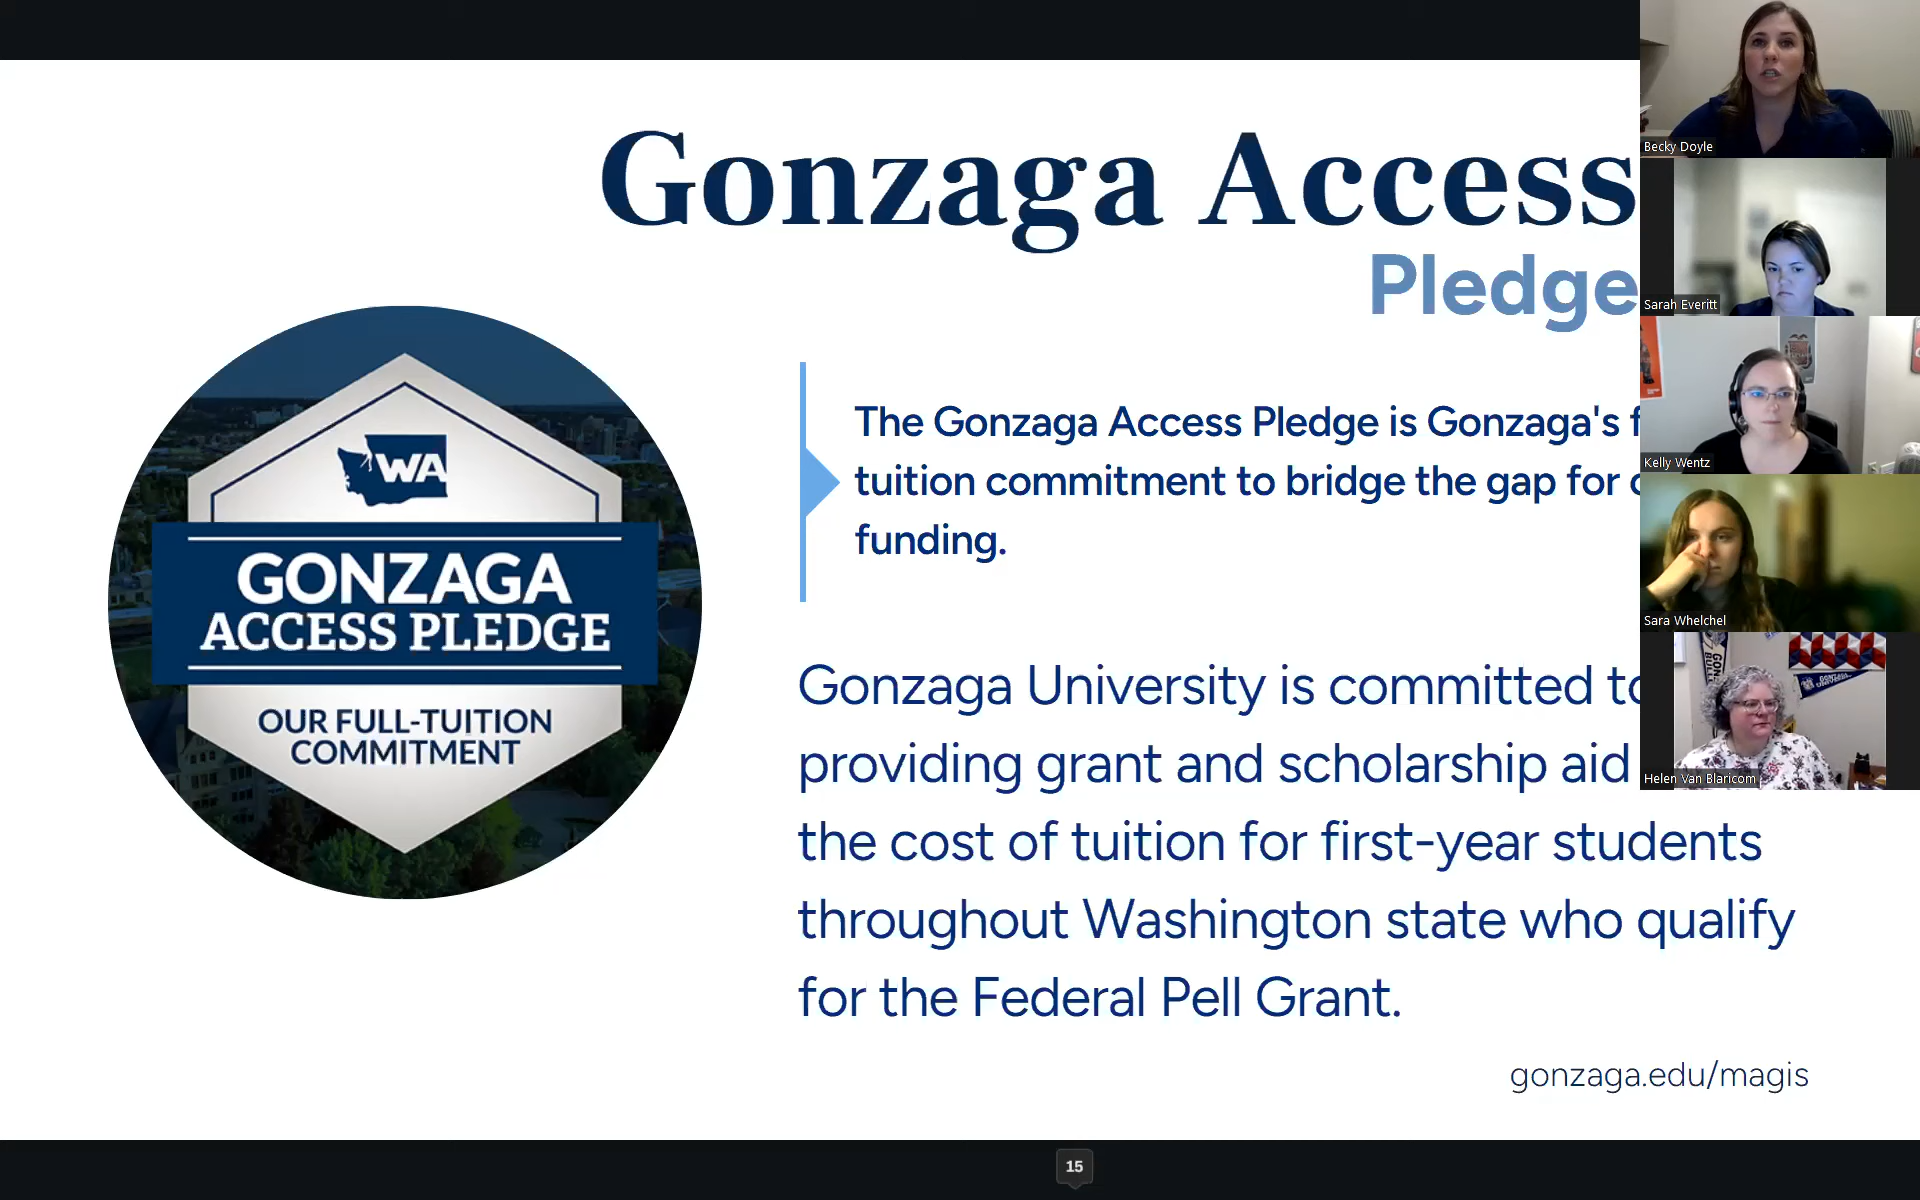 Gonzaga Access
Pledge
The Gonzaga Access Pledge is Gonzaga's
tuition commitment to bridge the gap for
funding.
Gonzaga University is committed to
providing grant and scholarship aid
the cost of tuition for first-year students
throughout Washington state who qualify
for the Federal Pell Grant.
gonzaga.edu/magis
WA
GONZAGA
ACCESS PLEDGE
OUR FULL-TUITION
COMMITMENT
Becky Doyle
Sarah Everitt
Kelly Wentz
Sara Whelchel
Helen Van Blaricom
15